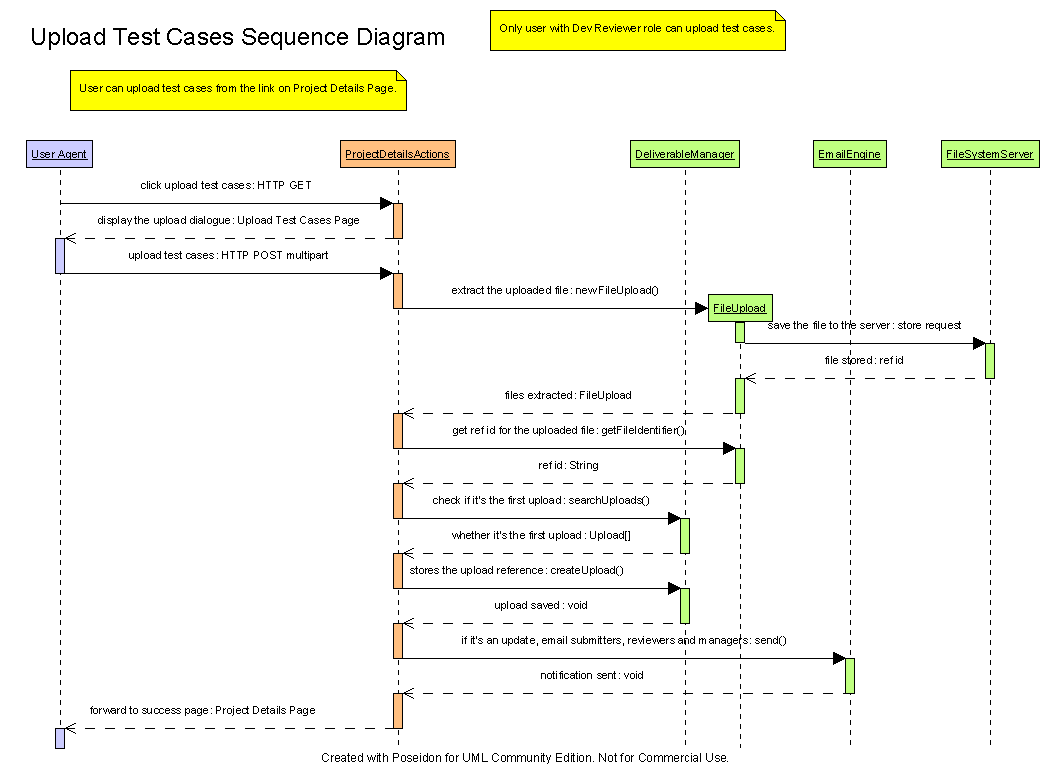 Upload Test Cases Sequence Diagram
Only user with Dev Reviewer role can upload test cases.
User can upload test cases from the link on Project Details Page.
User Agent
ProjectDetailsActions
DeliverableManager
EmailEngine
FileSystemServer
click upload test cases : HTTP GET
display the upload dialogue : Upload Test Cases Page
upload test cases : HTTP POST multipart
extract the uploaded file : new FileUpload()
FileUpload
save the file to the server : store request
file stored : ref id
files extracted : FileUpload
get ref id for the uploaded file : getFileIdentifier()
ref id : String
check if it's the first upload : searchUploads()
whether it's the first upload : Upload[]
stores the upload reference : createUpload()
upload saved : void
if it's an update, email submitters, reviewers and managers : send()
notification sent : void
forward to success page : Project Details Page
Created with Poseidon for UML Community Edition. Not for Commercial Use.